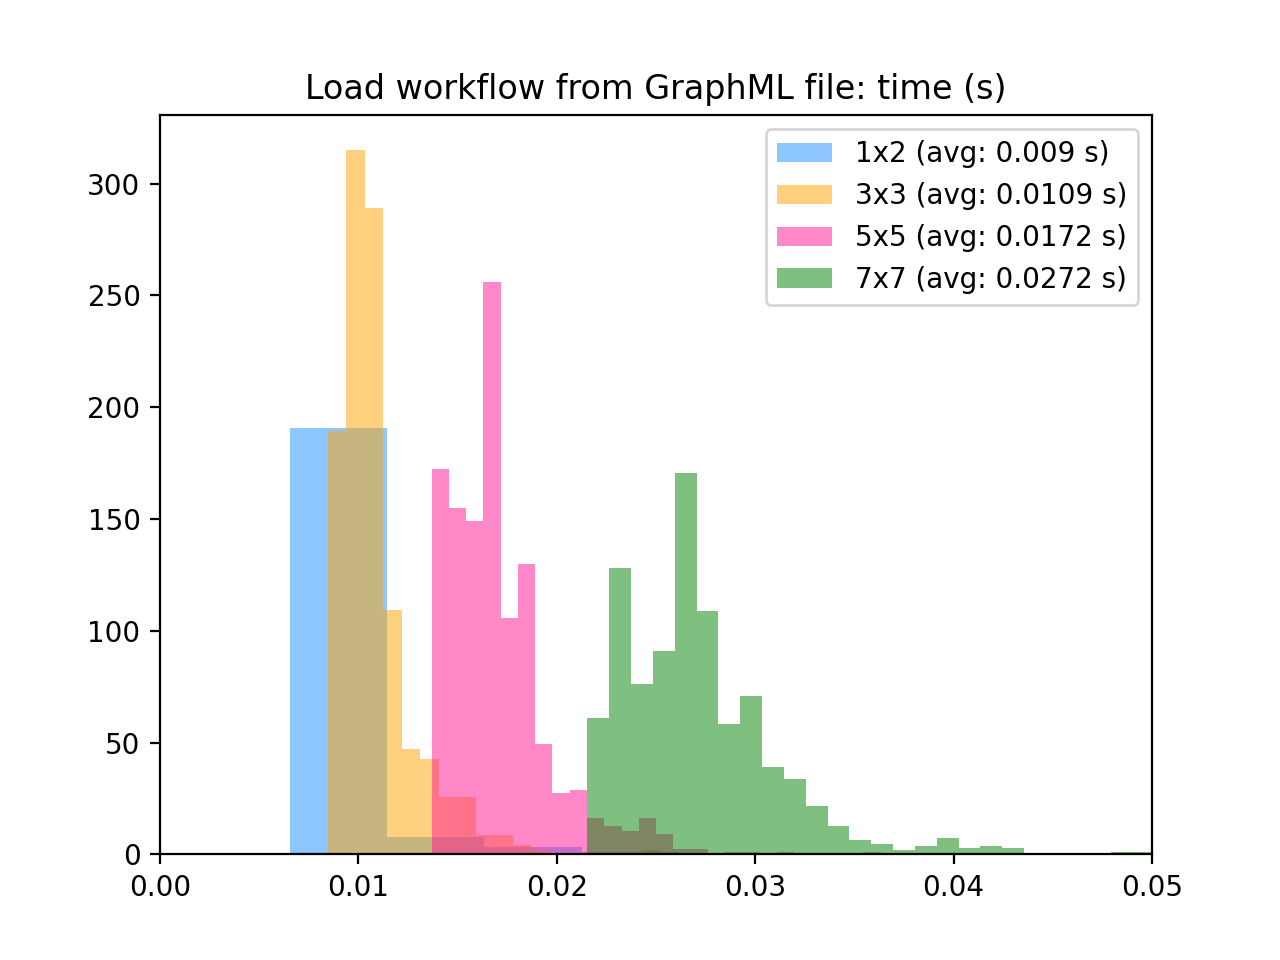 Load workflow from GraphML file: time (s)
1x2 (avg: 0.009 s)
3x3 (avg: 0.0109 s)
5x5 (avg: 0.0172 s)
7x7 (avg: 0.0272 s)
300
250
200
150
100
50
0
0.00 0.01 0.02 0.03 0.04 0.05